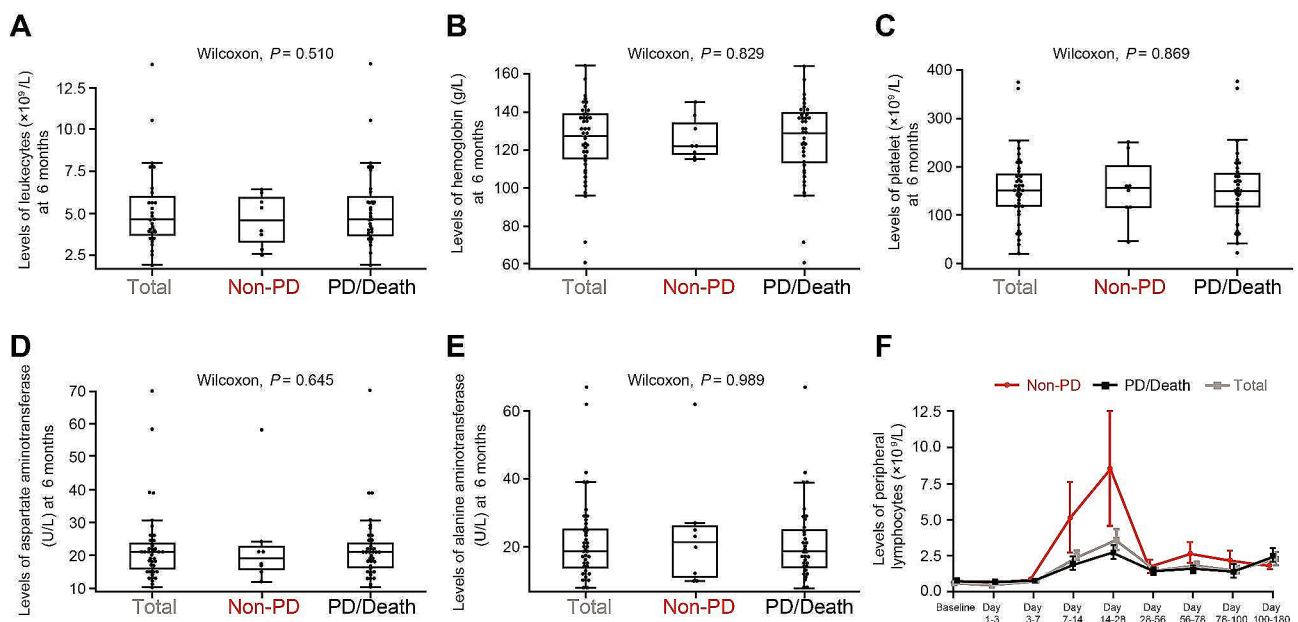 A
Wilcoxon, P = 0.510
Levels of leukecytes (×10⁹/L)
at 6 months
12.5
10.0
7.5
5.0
2.5
Total Non-PD PD/Death
B
Wilcoxon, P = 0.829
Levels of hemoglobin (g/L)
at 6 months
160
140
120
100
80
60
Total Non-PD PD/Death
C
Wilcoxon, P = 0.869
Levels of platelet (×10⁹/L)
at 6 months
400
300
200
100
0
Total Non-PD PD/Death
D
Wilcoxon, P = 0.645
Levels of aspartate aminotransferase
(U/L) at 6 months
70
60
50
40
30
20
10
Total Non-PD PD/Death
E
Wilcoxon, P = 0.989
Levels of alanine aminotransferase
(U/L) at 6 months
60
40
20
Total Non-PD PD/Death
F
Non-PD PD/Death Total
Levels of peripheral
lymphocytes (×10⁹/L)
12.5
10.0
7.5
5.0
2.5
0.0
Baseline Day Day Day Day Day Day Day Day
1-3 3-7 7-14 14-28 28-56 56-78 78-100 100-180